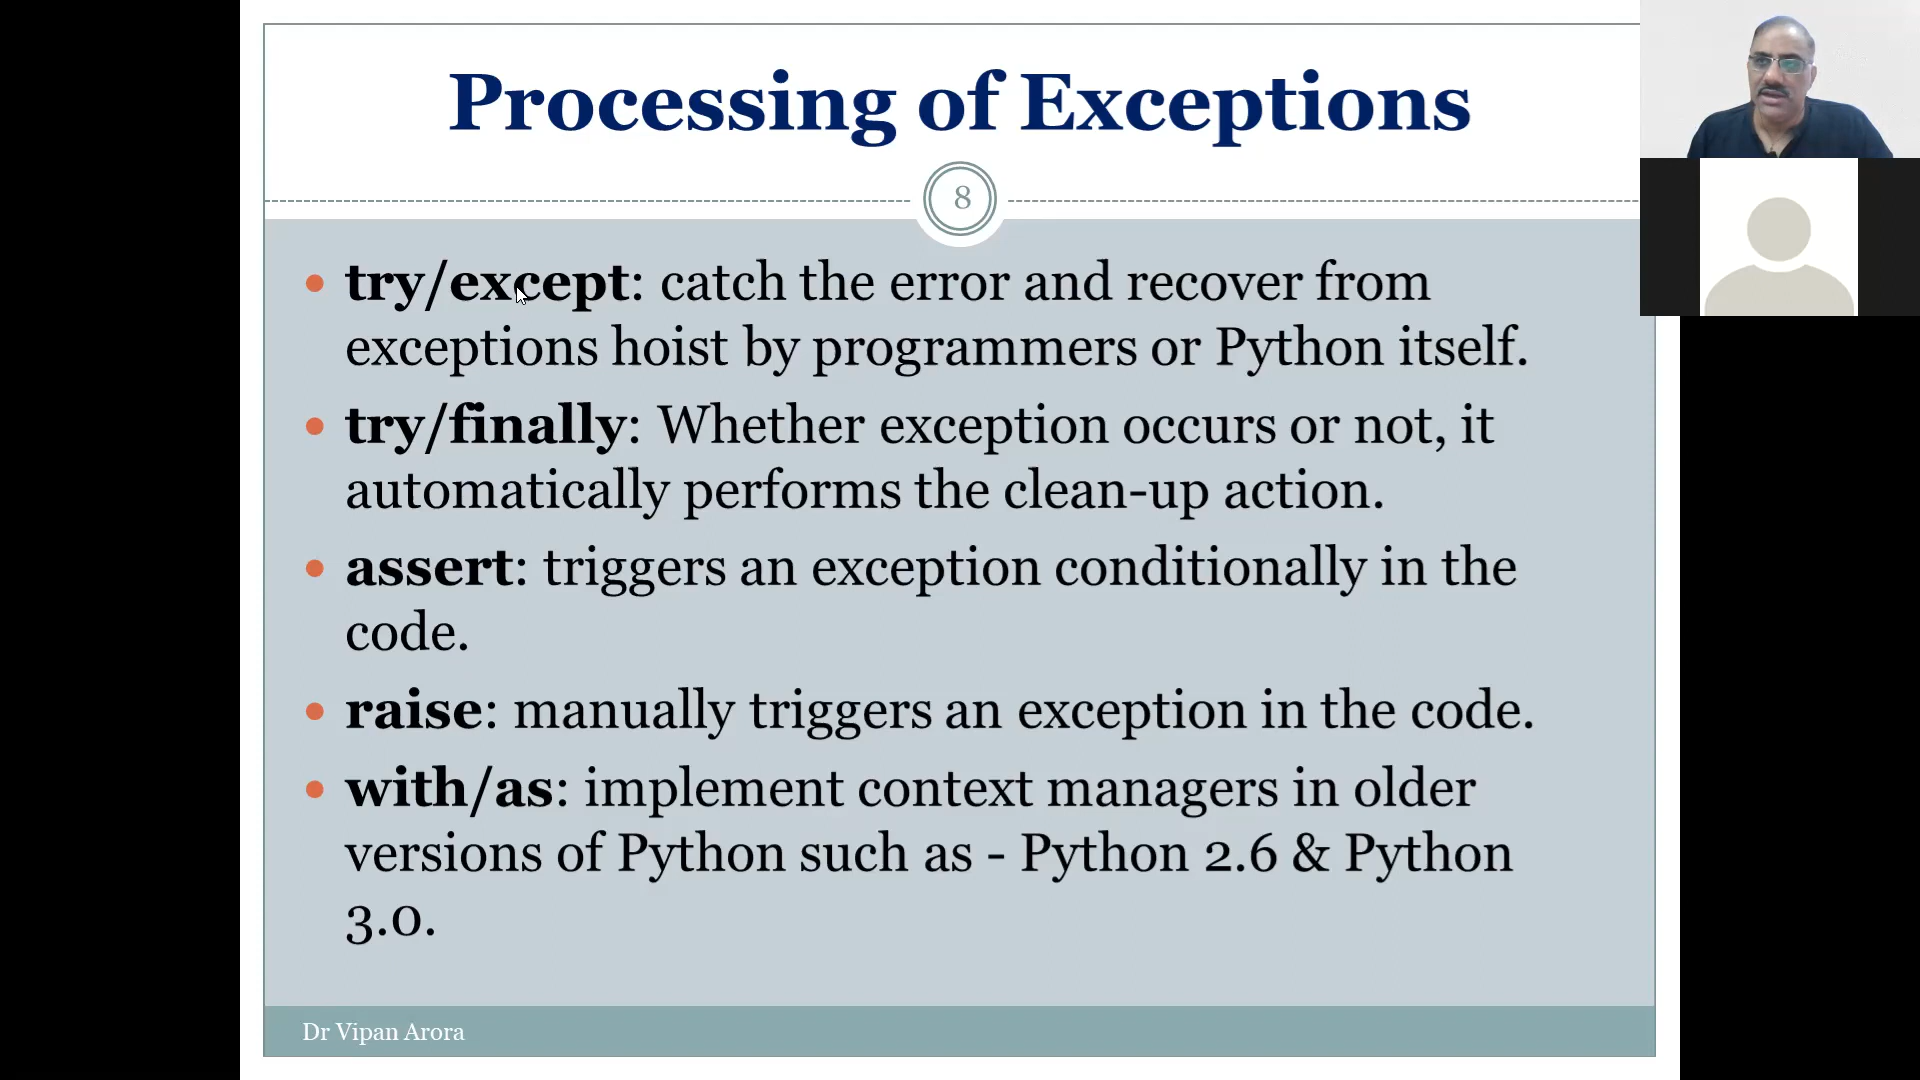 Processing of Exceptions
8
• try/except: catch the error and recover from
exceptions hoist by programmers or Python itself.
• try/finally: Whether exception occurs or not, it
automatically performs the clean-up action.
• assert: triggers an exception conditionally in the
code.
• raise: manually triggers an exception in the code.
• with/as: implement context managers in older
versions of Python such as - Python 2.6 & Python
3.0.
Dr Vipan Arora